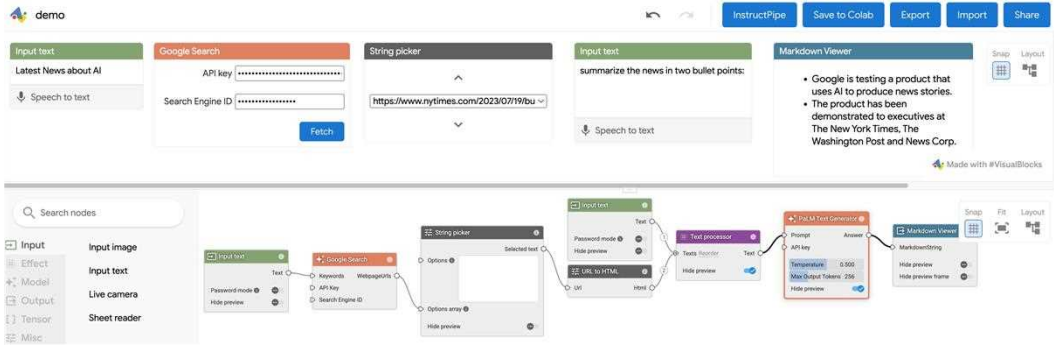 demo
InstructPipe
Save to Colab
Export
Import
Share
Input text
Latest News about AI
Speech to text
Google Search
API key
Search Engine ID
Fetch
String picker
https://www.nytimes.com/2023/07/19/bu
Input text
summarize the news in two bullet points:
Speech to text
Markdown Viewer
• Google is testing a product that
uses AI to produce news stories.
• The product has been
demonstrated to executives at
The New York Times, The
Washington Post and News Corp.
Snap Layout
Made with #VisualBlocks
Search nodes
Input
Effect
Model
Output
Tensor
Misc
Input image
Input text
Live camera
Sheet reader
Input text
Text
Password mode
Hide preview
Google Search
Keywords WebpageUrls
API Key
Search Engine ID
String picker
Selected text
Options
Options array
Hide preview
Input text
Text
Password mode
Hide preview
URL to HTML
Url Html
Text processor
Texts Reorder Text
Hide preview
PaLM Text Generator
Prompt Answer
API key
Temperature 0.500
Max Output Tokens 256
Hide preview
Markdown Viewer
MarkdownString
Hide preview
Hide preview frame
Snap Fit Layout